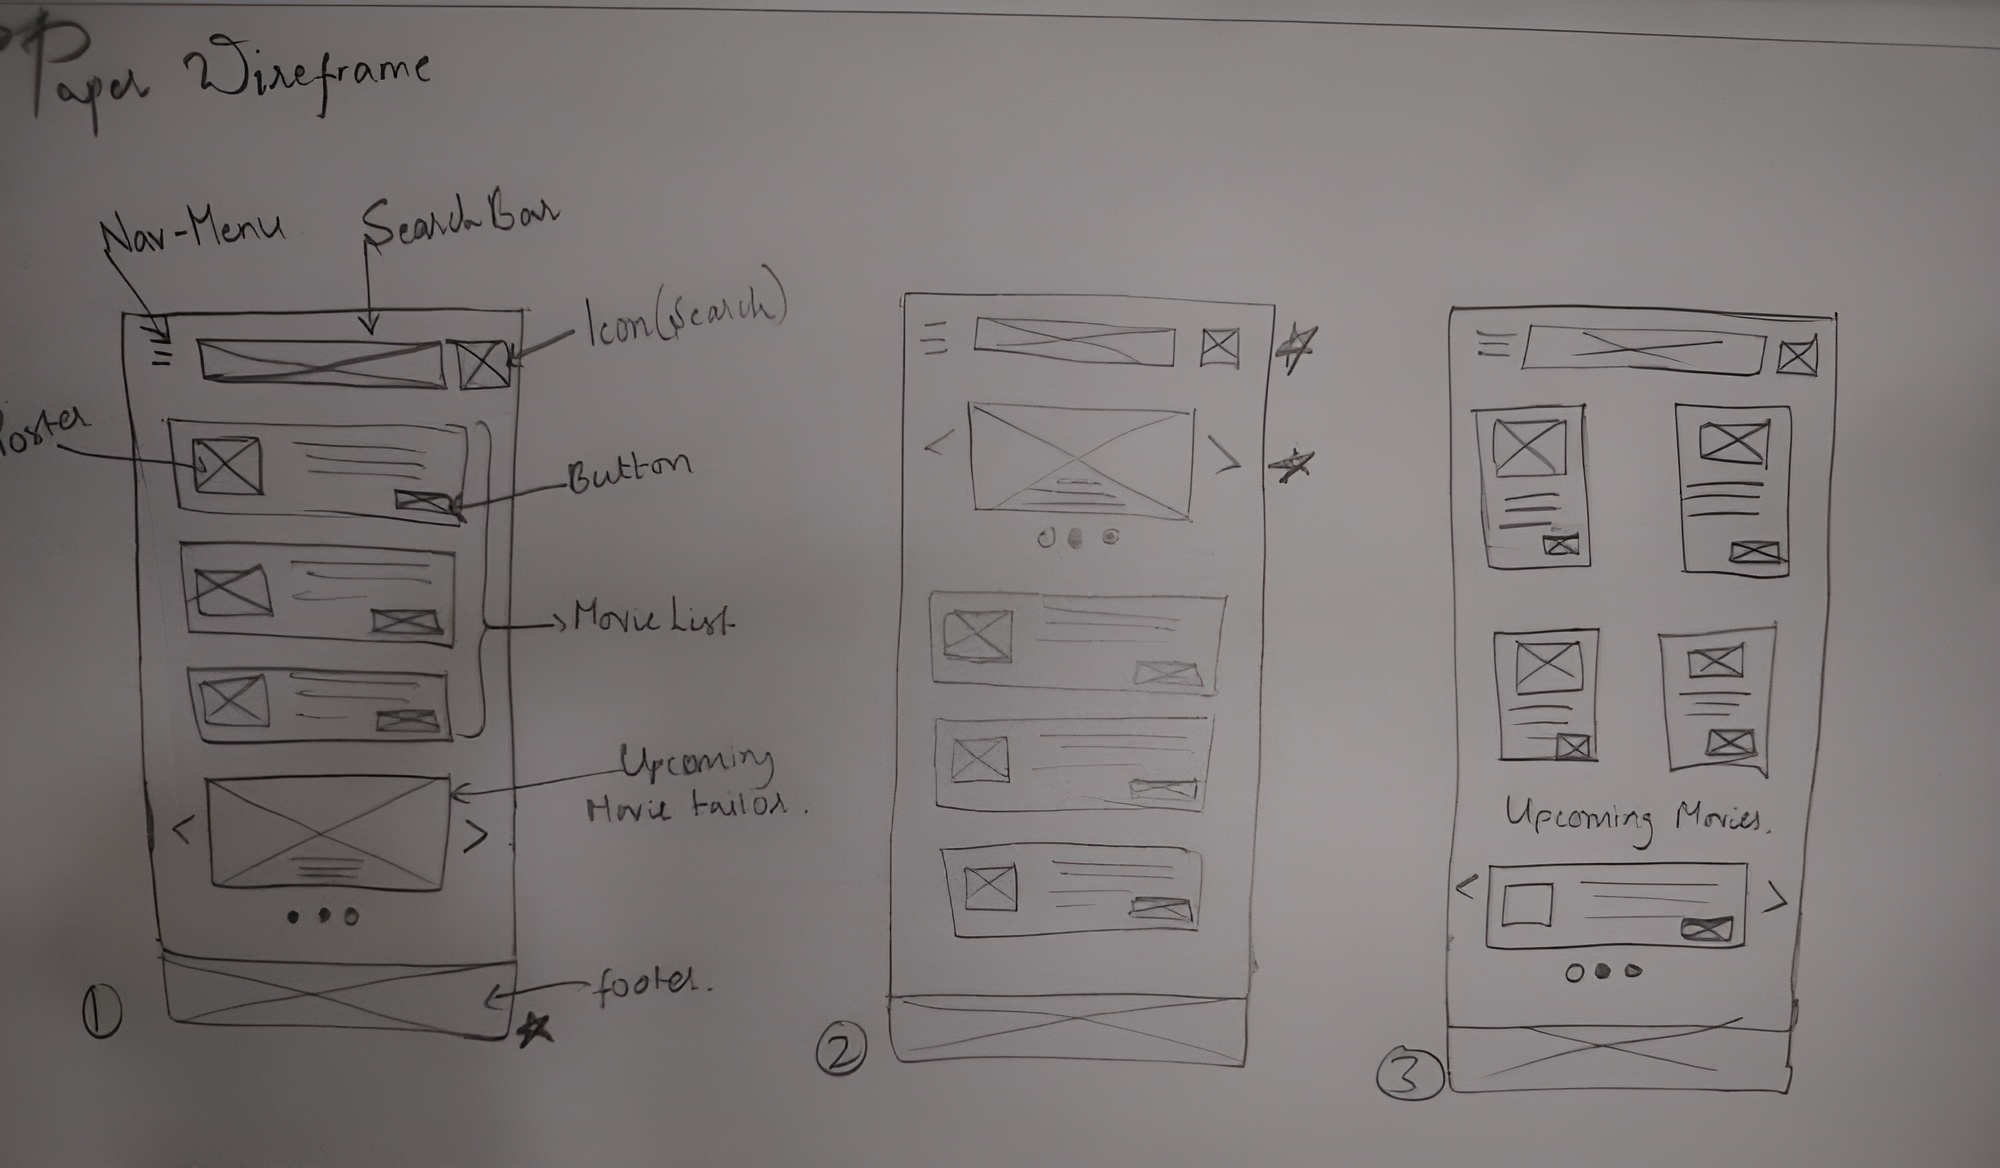 Paper Wireframe
Nav-Menu
Search Bar
Icon(search)
Poster
Button
Movie List
Upcoming
Movie tailor.
footer.
1
2
3
Upcoming Movies.